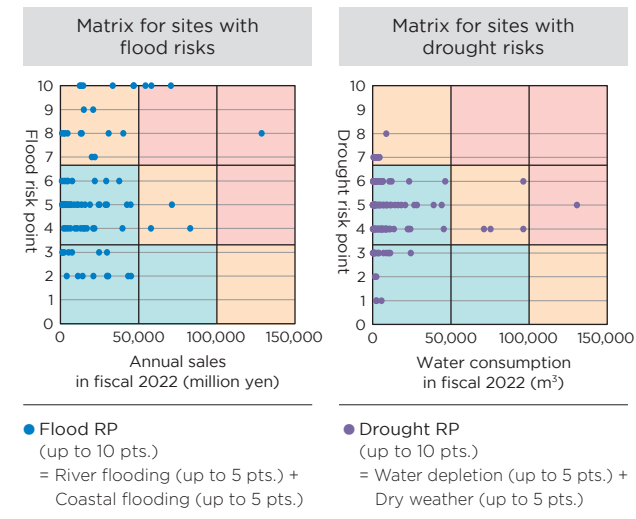 Matrix for sites with
flood risks
Flood risk point
10
9
8
7
6
5
4
3
2
1
0
0 50,000 100,000 150,000
Annual sales
in fiscal 2022 (million yen)
Flood RP
(up to 10 pts.)
= River flooding (up to 5 pts.) +
Coastal flooding (up to 5 pts.)
Matrix for sites with
drought risks
Drought risk point
10
9
8
7
6
5
4
3
2
1
0
0 50,000 100,000 150,000
Water consumption
in fiscal 2022 (m³)
Drought RP
(up to 10 pts.)
= Water depletion (up to 5 pts.) +
Dry weather (up to 5 pts.)